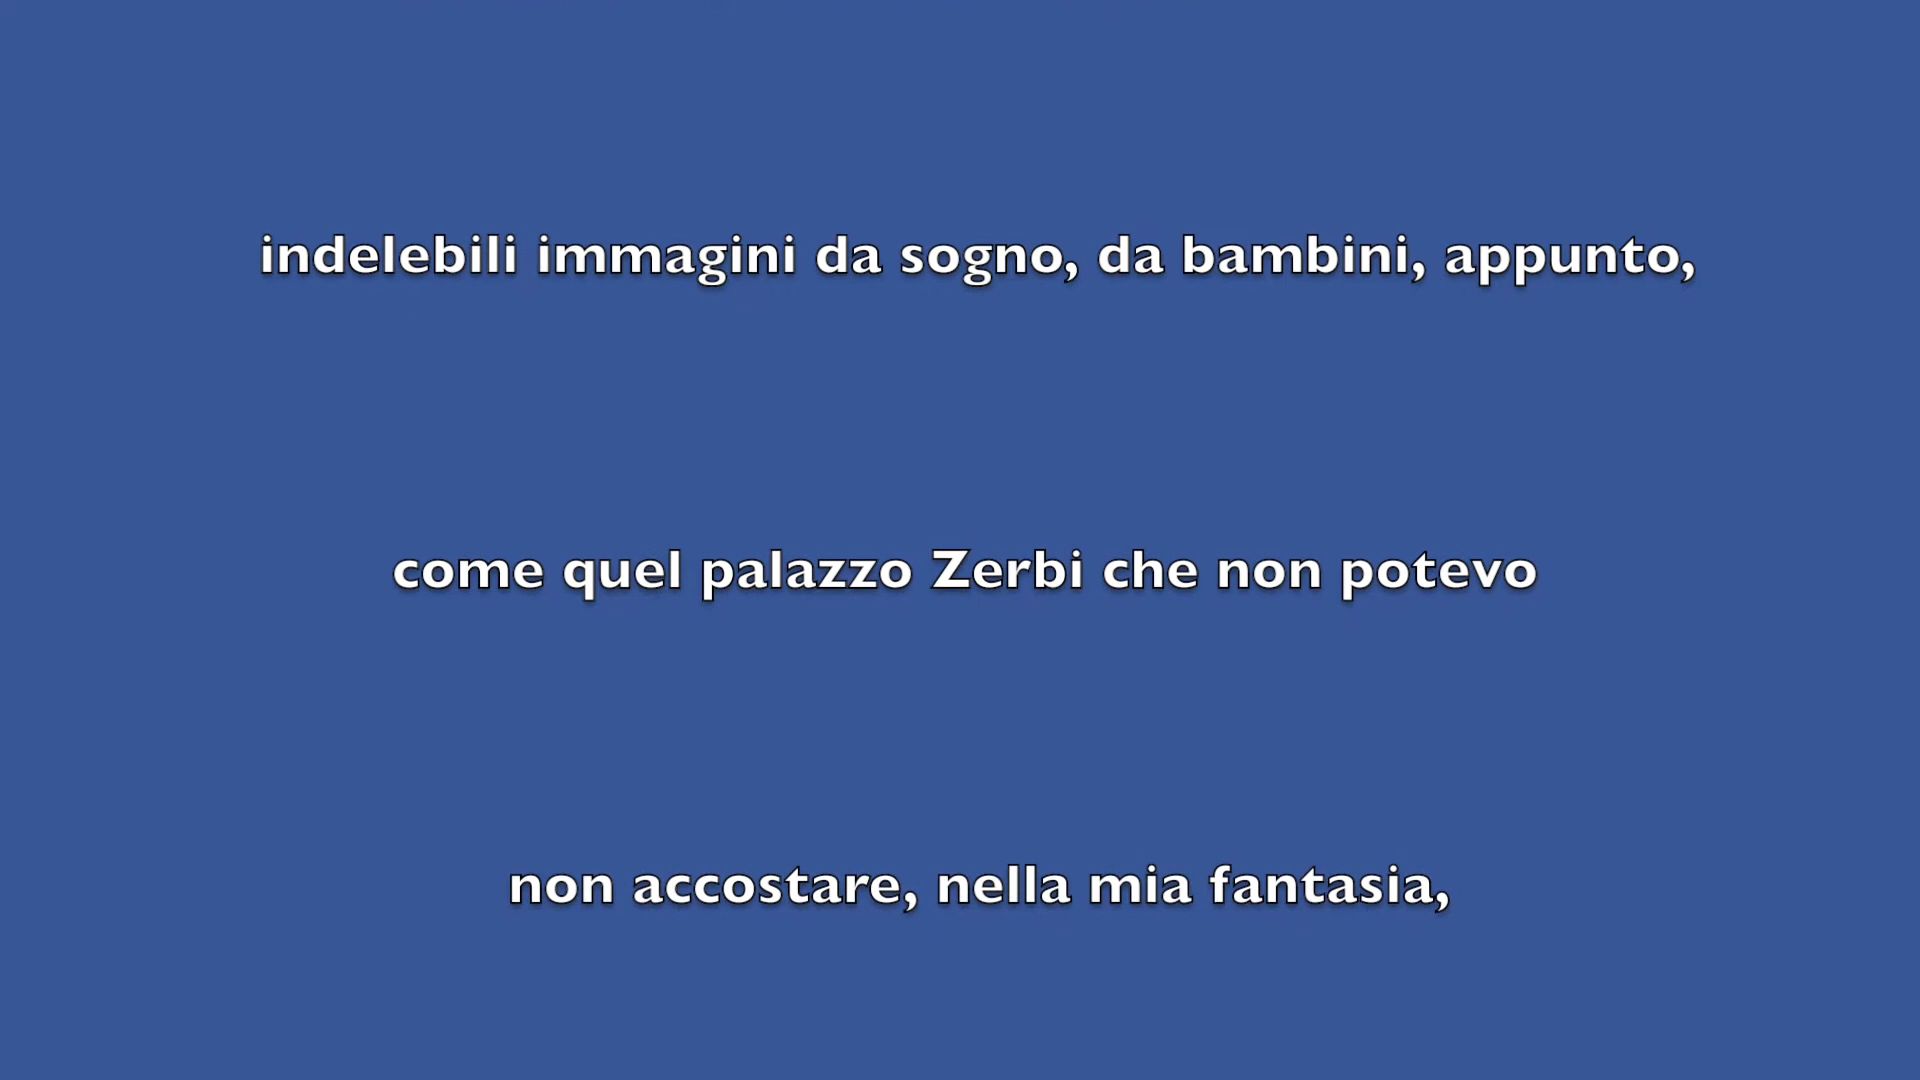 indelebili immagini da sogno, da bambini, appunto,
come quel palazzo Zerbi che non potevo
non accostare, nella mia fantasia,